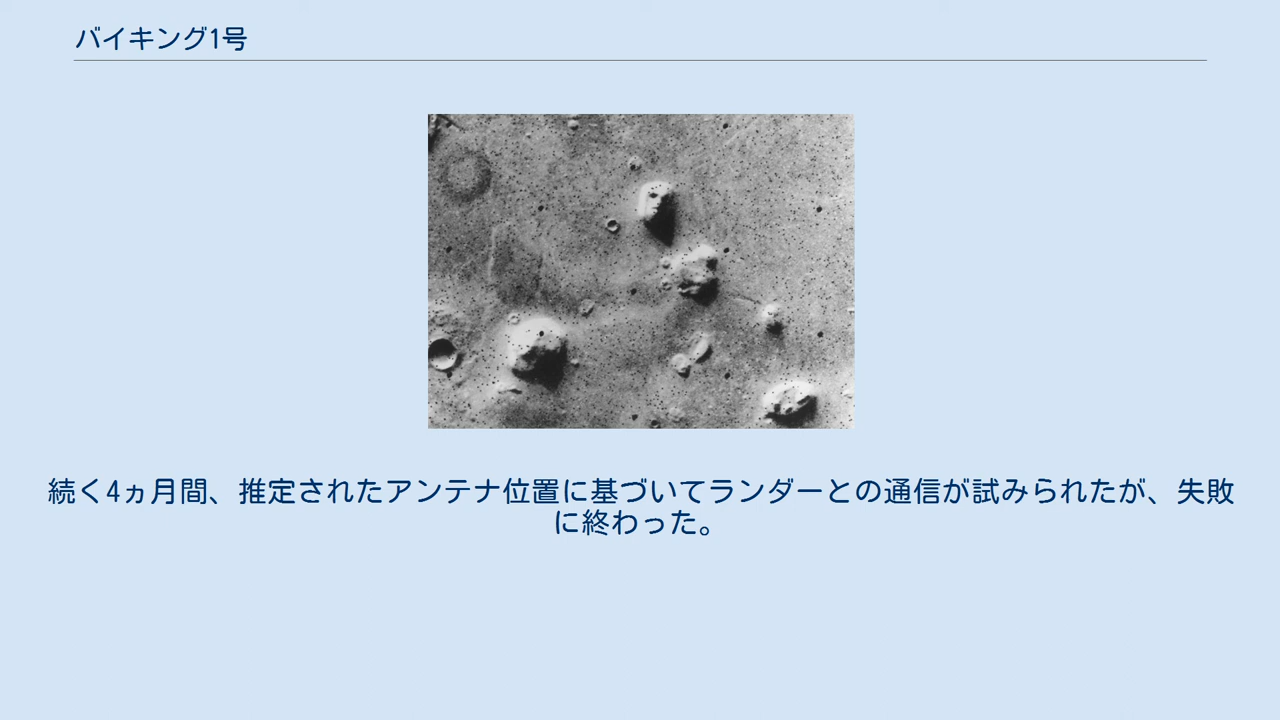 バイキング1号
続く4ヵ月間、推定されたアンテナ位置に基づいてランダーとの通信が試みられたが、失敗
に終わった。